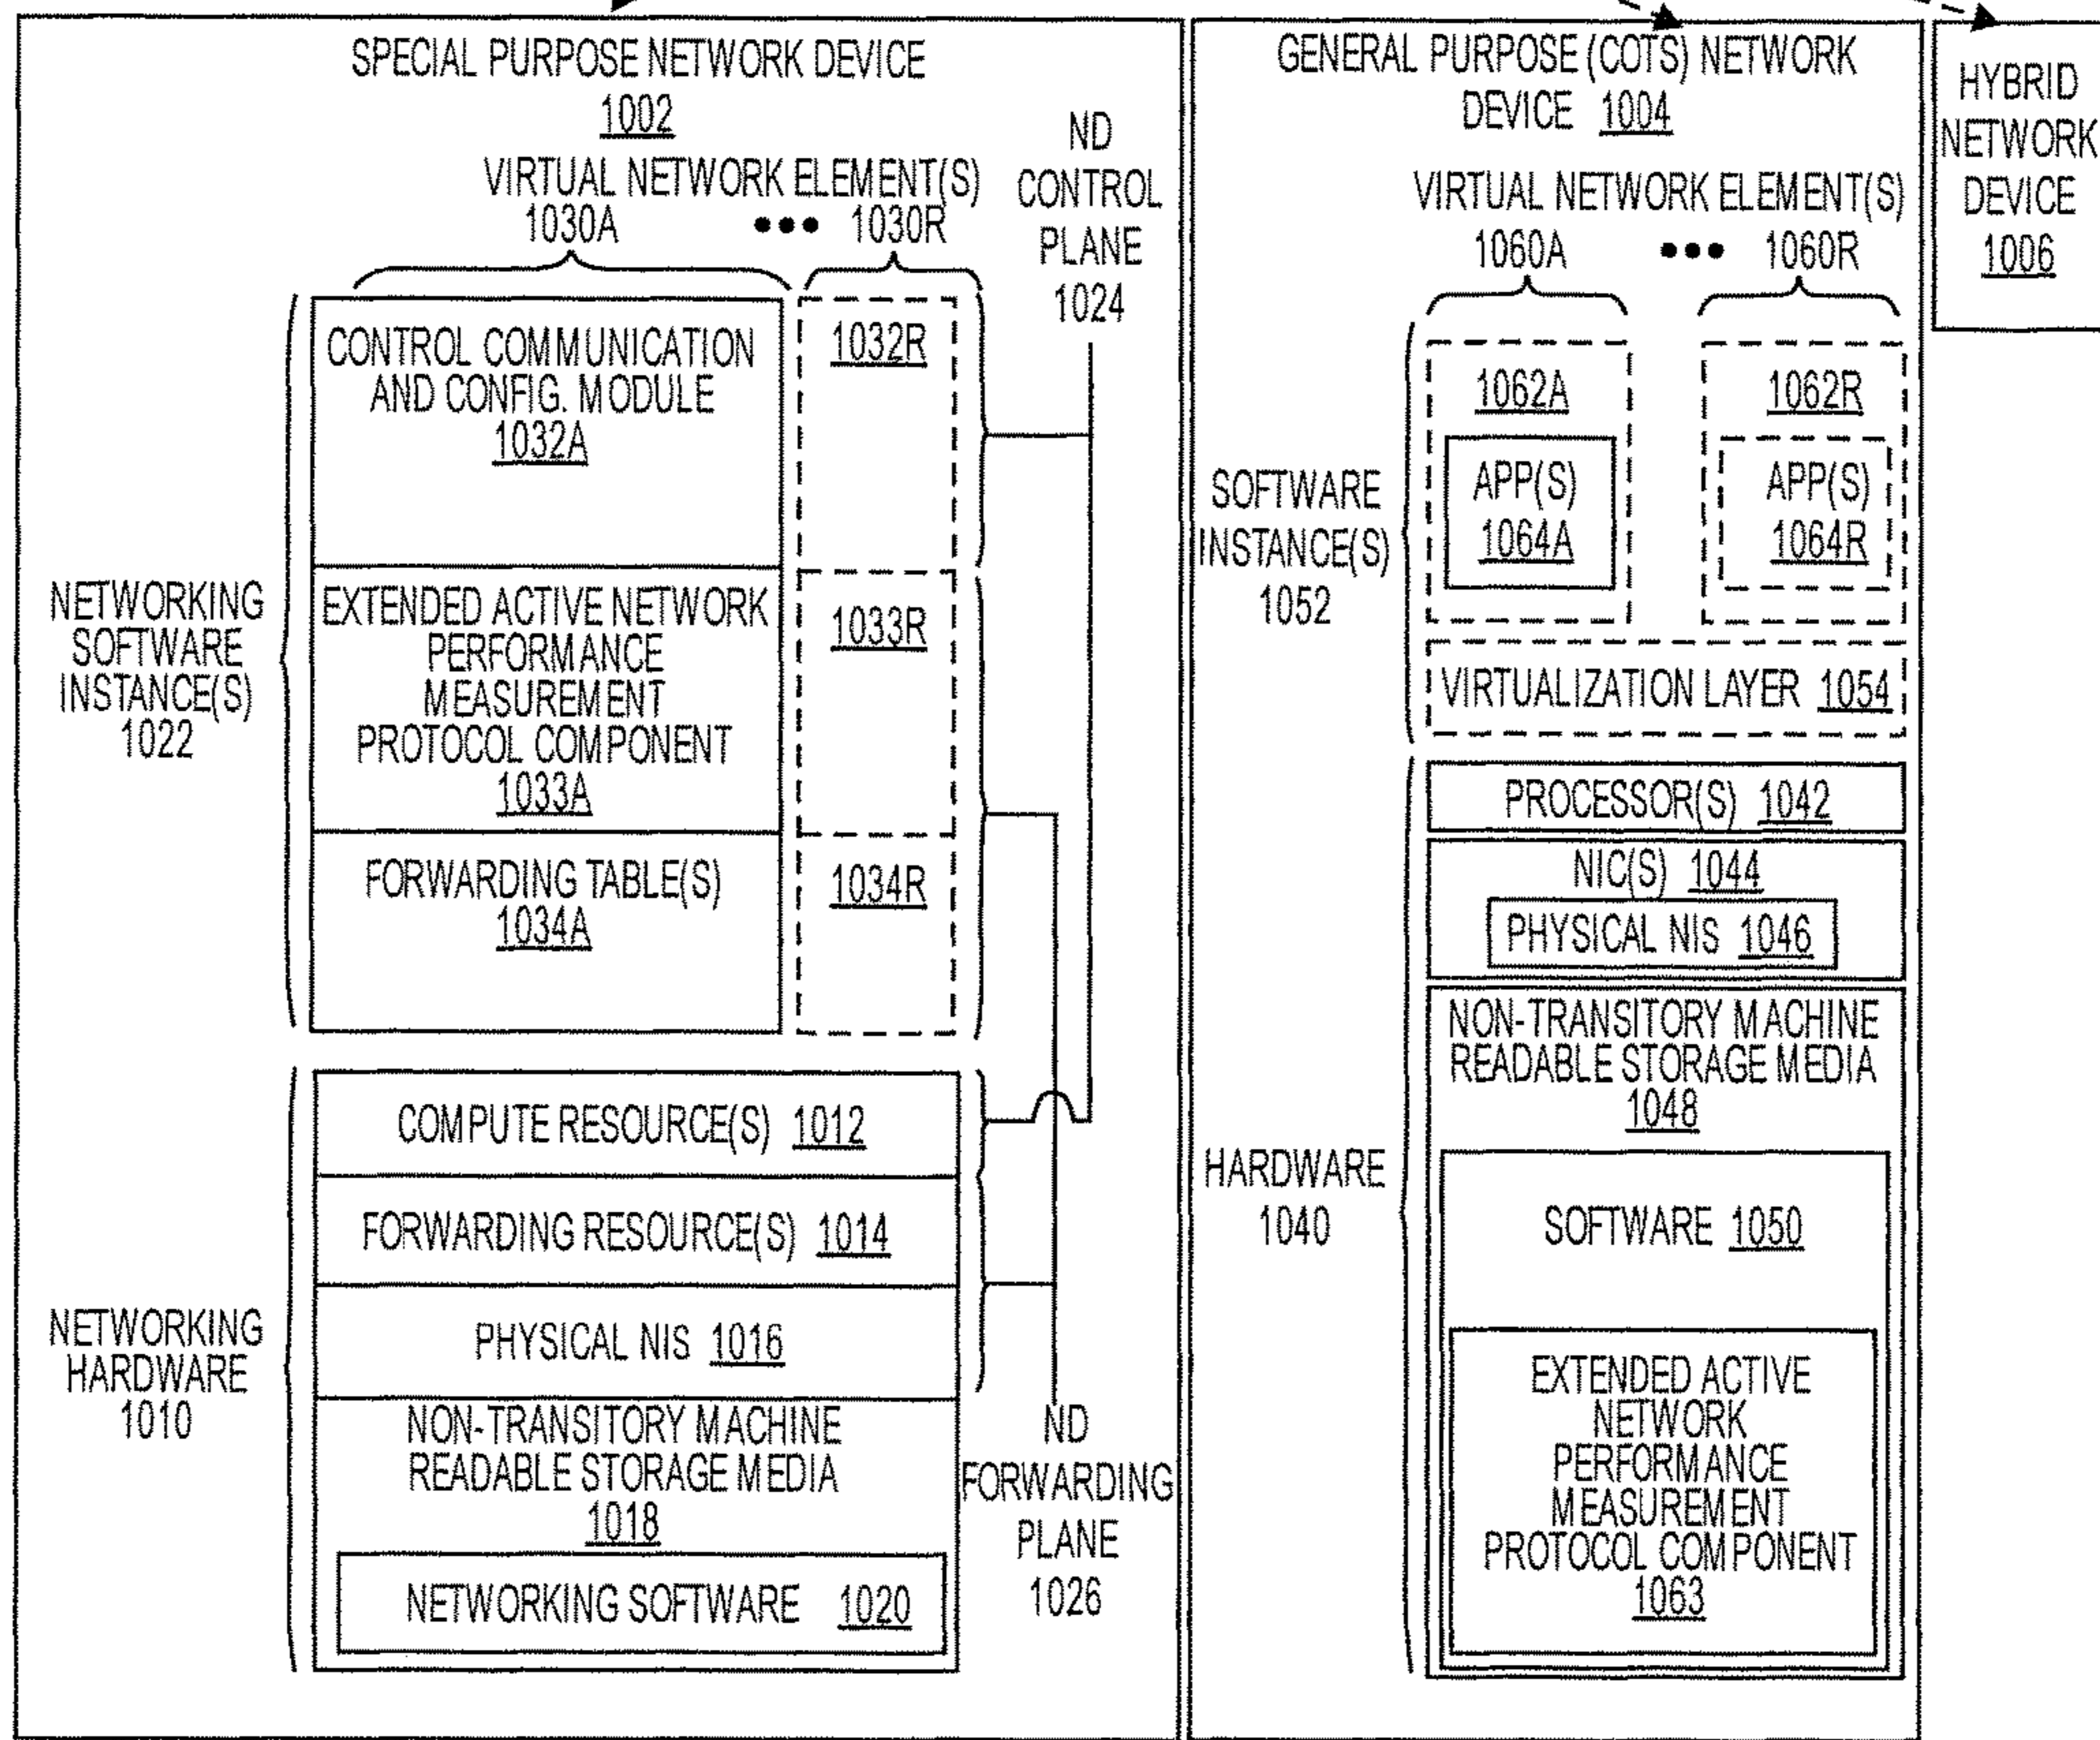 SPECIAL PURPOSE NETWORK DEVICE
1002
VIRTUAL NETWORK ELEMENT(S)
1030A ••• 1030R
ND
CONTROL
PLANE
1024
NETWORKING
SOFTWARE
INSTANCE(S)
1022
CONTROL COMMUNICATION
AND CONFIG. MODULE
1032A
1032R
EXTENDED ACTIVE NETWORK
PERFORMANCE
MEASUREMENT
PROTOCOL COMPONENT
1033A
1033R
FORWARDING TABLE(S)
1034A
1034R
NETWORKING
HARDWARE
1010
COMPUTE RESOURCE(S) 1012
FORWARDING RESOURCE(S) 1014
PHYSICAL NIS 1016
NON-TRANSITORY MACHINE
READABLE STORAGE MEDIA
1018
NETWORKING SOFTWARE 1020
ND
FORWARDING
PLANE
1026
GENERAL PURPOSE (COTS) NETWORK
DEVICE 1004
VIRTUAL NETWORK ELEMENT(S)
1060A ••• 1060R
SOFTWARE
INSTANCE(S)
1052
1062A
APP(S)
1064A
1062R
APP(S)
1064R
VIRTUALIZATION LAYER 1054
HARDWARE
1040
PROCESSOR(S) 1042
NIC(S) 1044
PHYSICAL NIS 1046
NON-TRANSITORY MACHINE
READABLE STORAGE MEDIA
1048
SOFTWARE 1050
EXTENDED ACTIVE
NETWORK
PERFORMANCE
MEASUREMENT
PROTOCOL COMPONENT
1063
HYBRID
NETWORK
DEVICE
1006